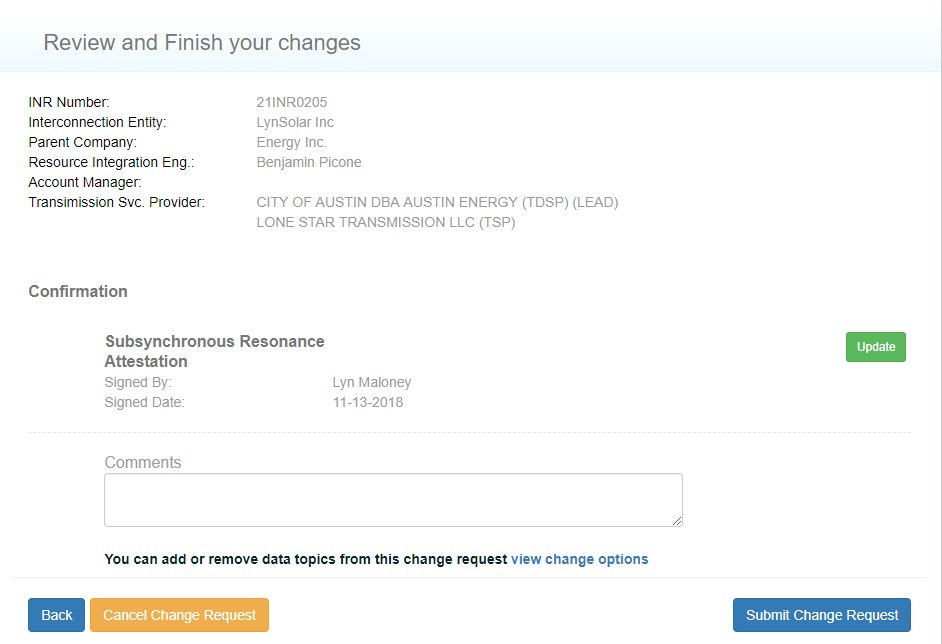 Review and Finish your changes
INR Number: 21INR0205
Interconnection Entity: LynSolar Inc
Parent Company: Energy Inc.
Resource Integration Eng.: Benjamin Picone
Account Manager:
Transimission Svc. Provider: CITY OF AUSTIN DBA AUSTIN ENERGY (TDSP) (LEAD)
LONE STAR TRANSMISSION LLC (TSP)
Confirmation
Subsynchronous Resonance
Attestation
Update
Signed By: Lyn Maloney
Signed Date: 11-13-2018
Comments
You can add or remove data topics from this change request view change options
Back Cancel Change Request Submit Change Request